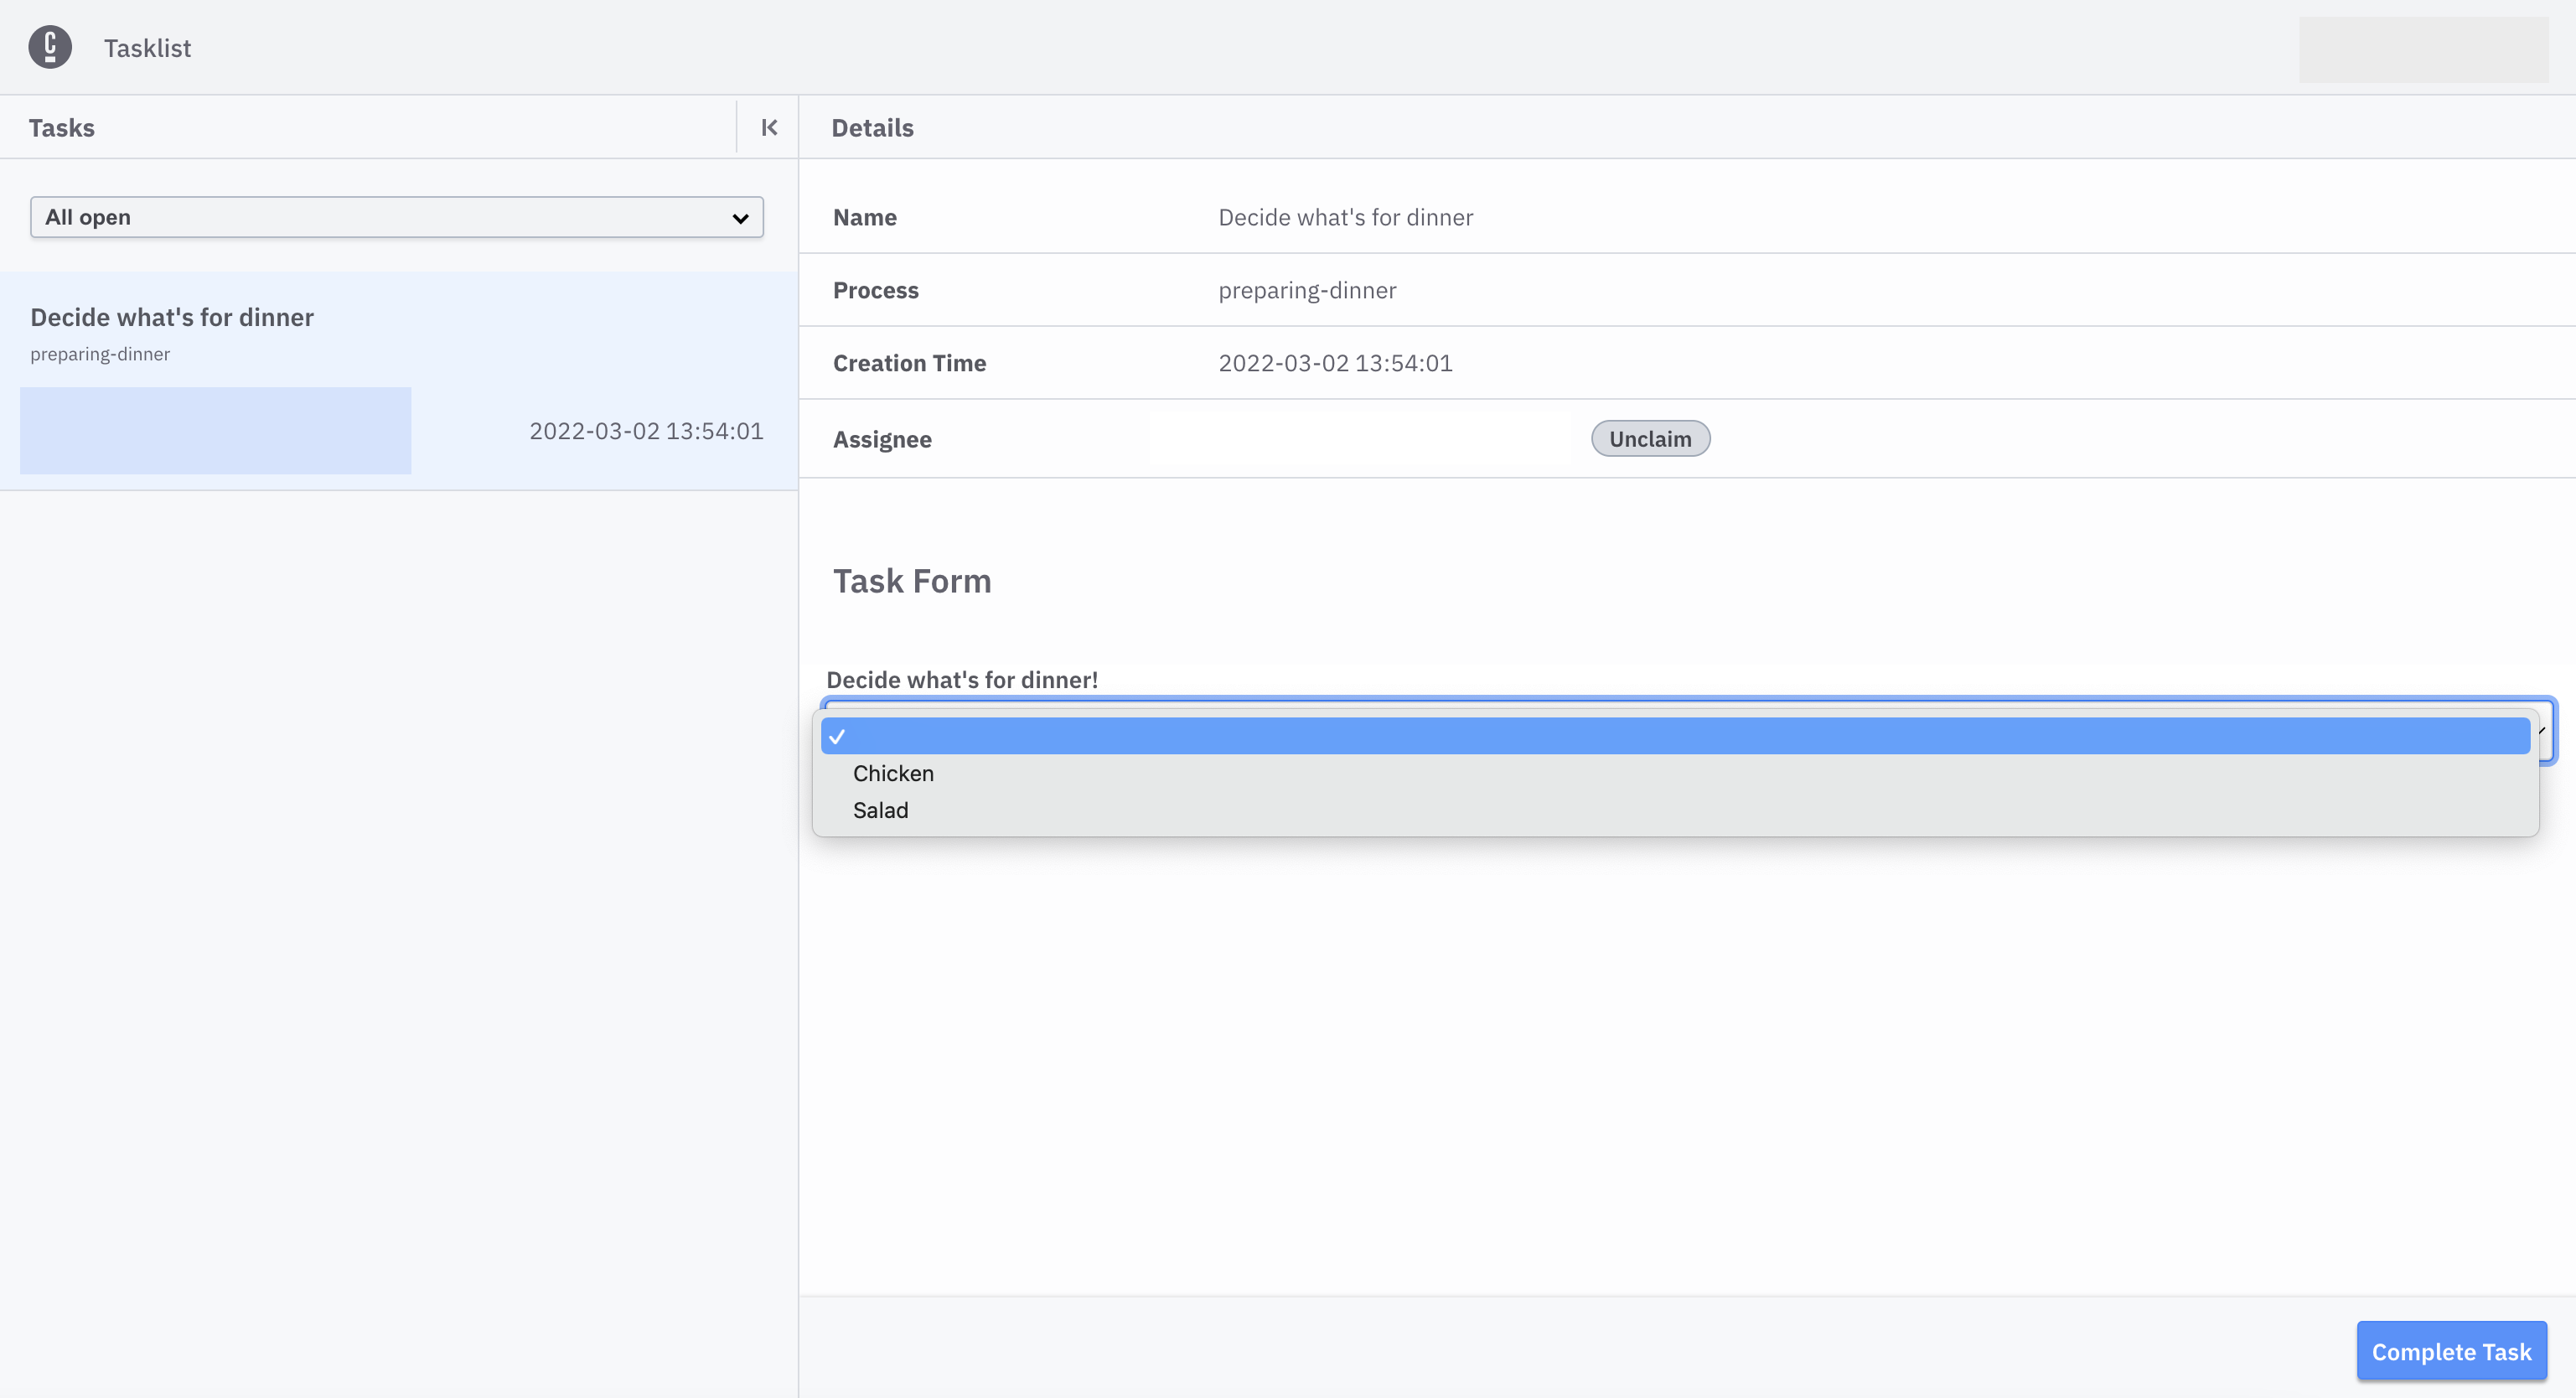 C
Tasklist
Tasks
Details
All open
Decide what's for dinner
preparing-dinner
2022-03-02 13:54:01
Name
Decide what's for dinner
Process
preparing-dinner
Creation Time
2022-03-02 13:54:01
Assignee
Unclaim
Task Form
Decide what's for dinner!
Chicken
Salad
Complete Task